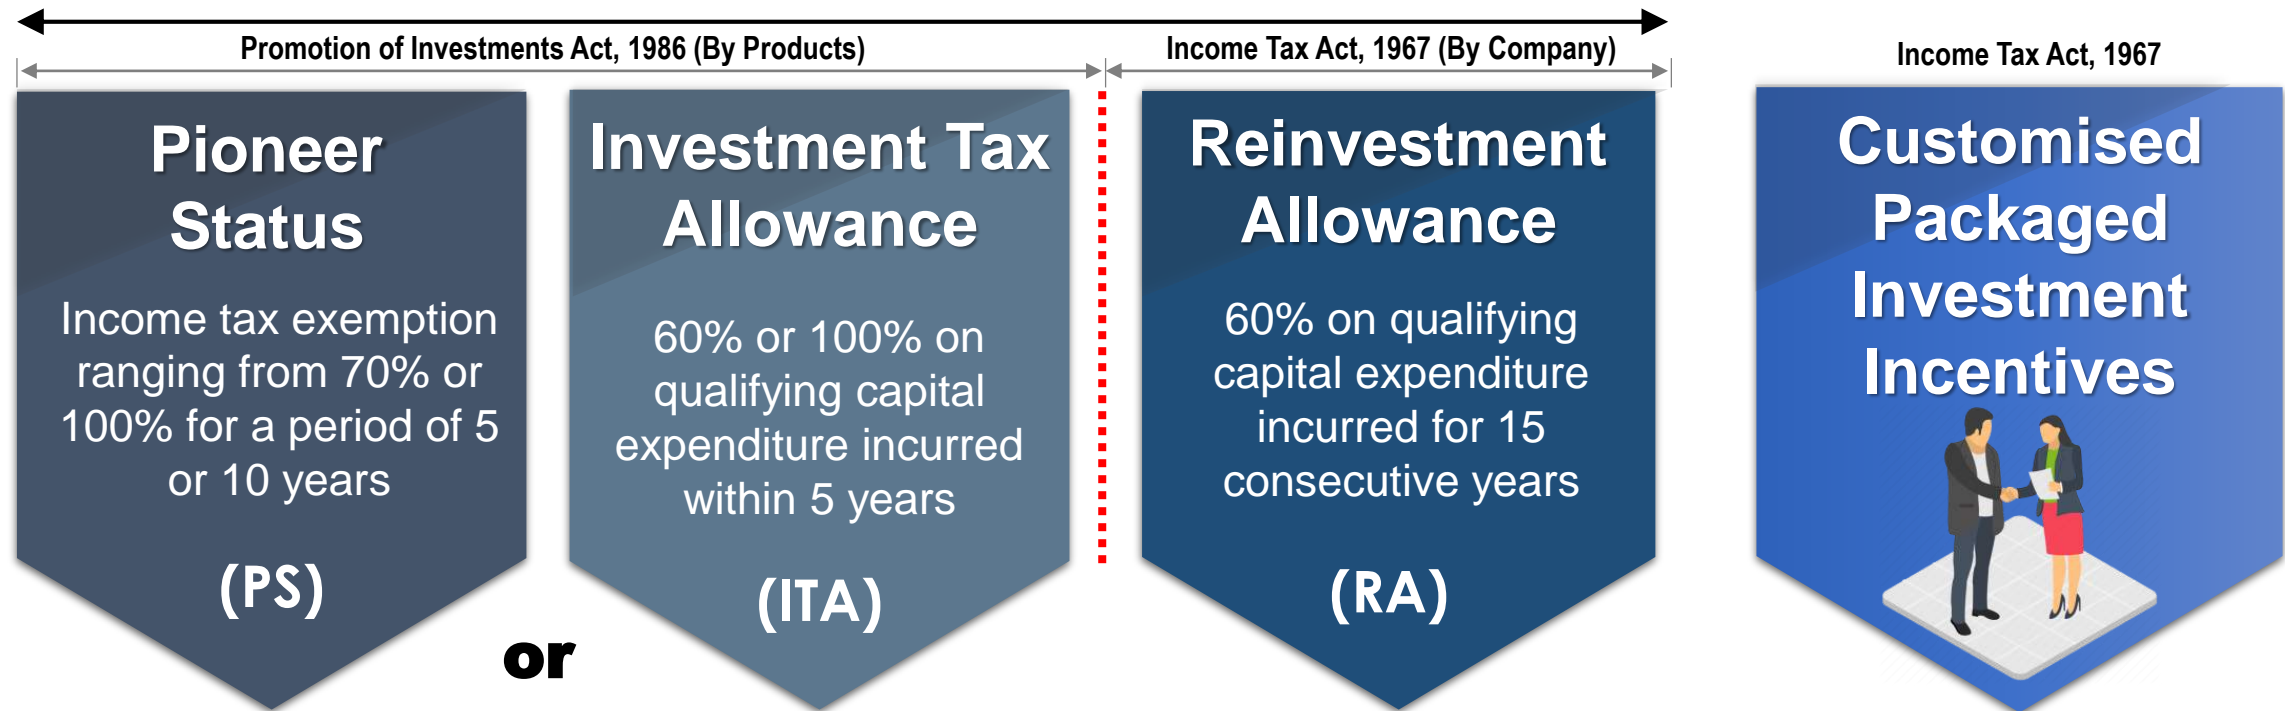 Promotion of Investments Act, 1986 (By Products)
Income Tax Act, 1967 (By Company)
Income Tax Act, 1967
Pioneer
Status
Income tax exemption
ranging from 70% or
100% for a period of 5
or 10 years
(PS)
or
Investment Tax
Allowance
60% or 100% on
qualifying capital
expenditure incurred
within 5 years
(ITA)
Reinvestment
Allowance
60% on qualifying
capital expenditure
incurred for 15
consecutive years
(RA)
Customised
Packaged
Investment
Incentives